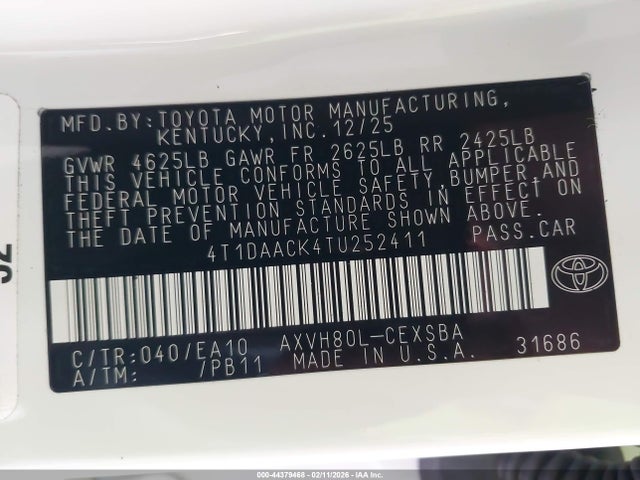 MFD.BY:TOYOTA MOTOR MANUFACTURING,
KENTUCKY,INC.12/25
GVWR 4625LB GAWR FR 2625LB RR 2425LB
THIS VEHICLE CONFORMS TO ALL APPLICABLE
FEDERAL MOTOR VEHICLE SAFETY,BUMPER,AND
THEFT PREVENTION STANDARDS IN EFFECT ON
THE DATE OF MANUFACTURE SHOWN ABOVE.
4T1DAACK4TU252411 PASS.CAR
C/TR:040/EA10 AXVH80L-CEXSBA
A/TM: /PB11 MADE IN U.S.A. 31686
000-44379468 - 02/11/2026 - IAA Inc.